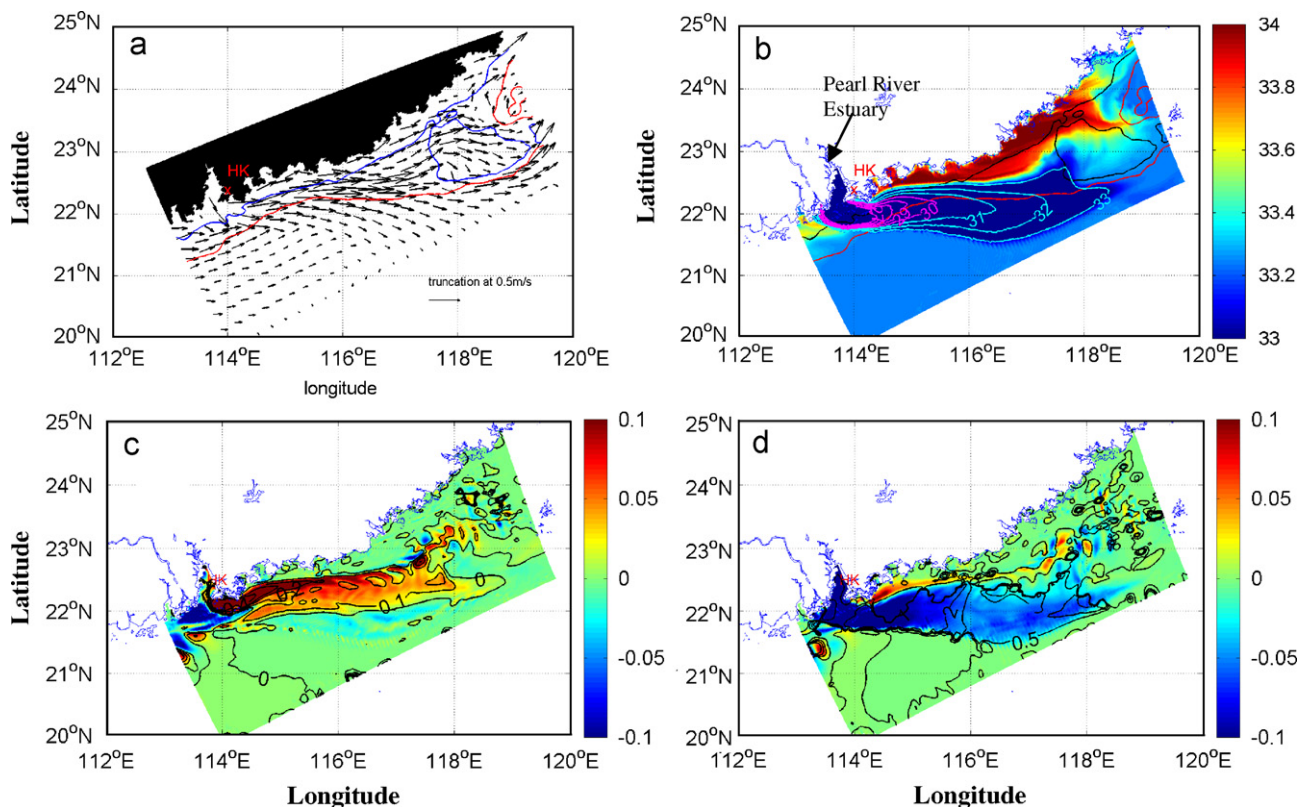 a
25°N
24°N
23°N
22°N
21°N
20°N
Latitude
HK
x
truncation at 0.5m/s
112°E 114°E 116°E 118°E 120°E
longitude
b
Pearl River
Estuary
25°N
24°N
23°N
22°N
21°N
20°N
Latitude
HK
x
29
30
31
32
33
112°E 114°E 116°E 118°E 120°E
34
33.8
33.6
33.4
33.2
33
c
25°N
24°N
23°N
22°N
21°N
20°N
Latitude
HK
0.2
0.1
0
0
112°E 114°E 116°E 118°E 120°E
Longitude
0.1
0.05
0
-0.05
-0.1
d
25°N
24°N
23°N
22°N
21°N
20°N
Latitude
HK
0.5
112°E 114°E 116°E 118°E 120°E
Longitude
0.1
0.05
0
-0.05
-0.1